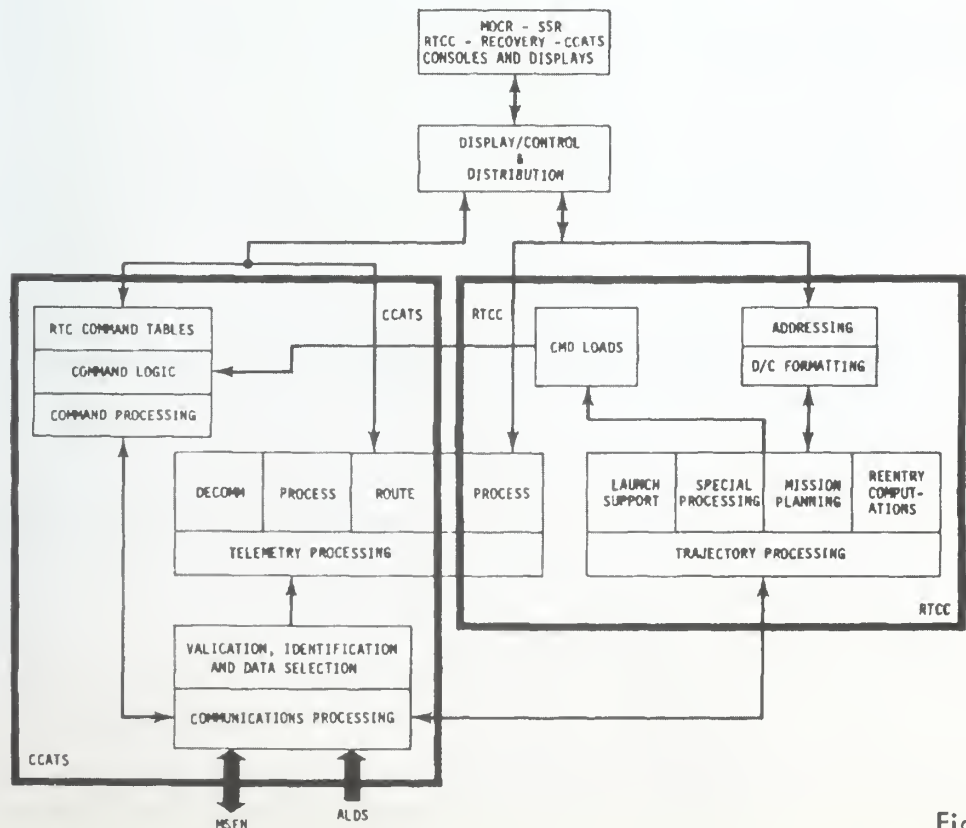 MOCR - SSR
RTCC - RECOVERY - CCATS
CONSOLES AND DISPLAYS
DISPLAY/CONTROL
&
DISTRIBUTION
CCATS
RTCC
RTC COMMAND TABLES
COMMAND LOGIC
COMMAND PROCESSING
CMD LOADS
ADDRESSING
D/C FORMATTING
DECOMM
PROCESS
ROUTE
PROCESS
TELEMETRY PROCESSING
LAUNCH
SUPPORT
SPECIAL
PROCESSING
MISSION
PLANNING
REENTRY
COMPUT-
ATIONS
TRAJECTORY PROCESSING
RTCC
VALICATION, IDENTIFICATION
AND DATA SELECTION
COMMUNICATIONS PROCESSING
CCATS
MSFN
ALDS
Fig